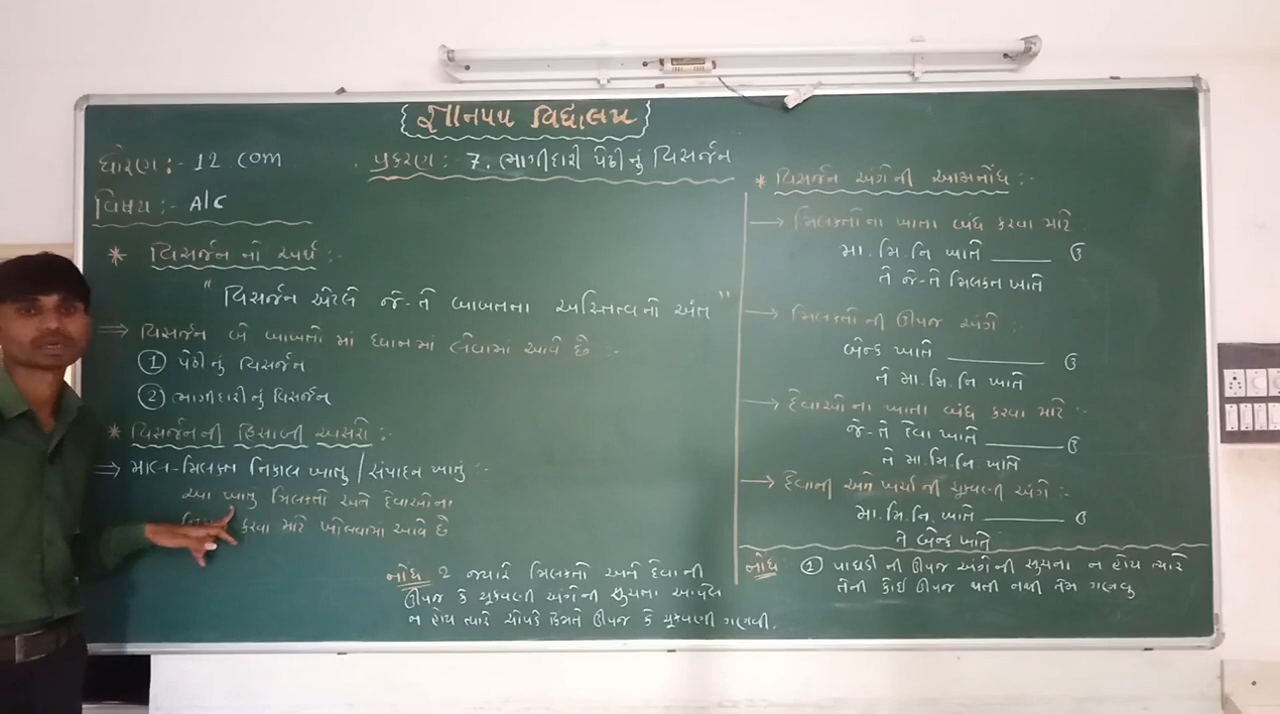 જ્ઞાનપથ વિદ્યાલય
ધોરણ :- 12 com
પ્રકરણ : 7. ભાગીદારી પેઢીનું વિસર્જન
વિષય :- A/C
* વિસર્જન નો અર્થ :-
" વિસર્જન એટલે જે-તે બાબતના અસ્તિત્વનો અંત "
⇒ વિસર્જન બે બાબતો માં ધ્યાનમાં લેવામાં આવે છે :-
① પેઢીનું વિસર્જન
② ભાગીદારીનું વિસર્જન
* વિસર્જનની હિસાબી અસરો :-
⇒ માલ-મિલકત નિકાલ ખાતુ / સંપાદન ખાતું :-
આ ખાતું મિલકતો અને દેવાઓના
કરવા માટે ખોલવામાં આવે છે
નોંધ 2 જ્યારે મિલકતો અને દેવાની
ઊપજ કે ચૂકવણી અંગેની સુચના આપેલ
ન હોય ત્યારે ચોપડે કિંમતે ઊપજ કે ચૂકવણી ગણવી.
* વિસર્જન અંગેની આમનોંધ :-
→ મિલકતોના ખાતા બંધ કરવા માટે :
મા. મિ. નિ ખાતે ______ ઉ
તે જે-તે મિલકત ખાતે
→ મિલકતોની ઊપજ અંગે :
બેન્ક ખાતે ______ ઉ
તે મા. મિ. નિ ખાતે
→ દેવાઓના ખાતા બંધ કરવા માટે :-
જે-તે દેવા ખાતે ______ ઉ
તે મા. મિ. નિ ખાતે
→ દેવાની અને ખર્ચાની ચૂકવણી અંગે :-
મા. મિ. નિ. ખાતે ______ ઉ
તે બેન્ક ખાતે
નોંધ : ① પાઘડી ની ઊપજ અંગેની સુચના ન હોય ત્યારે
તેની કોઈ ઊપજ થતી નથી તેમ ગણવુ